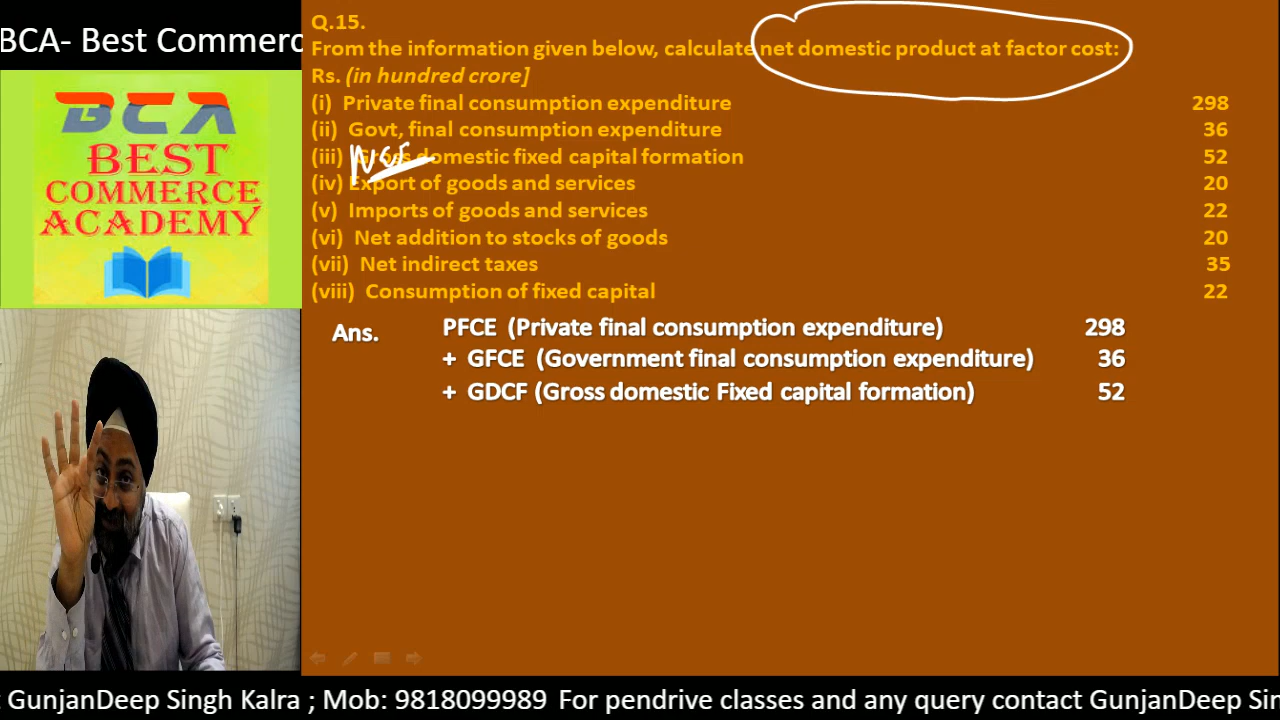 BCA- Best Commerc
BCA
BEST
COMMERCE
ACADEMY
Q.15.
From the information given below, calculate net domestic product at factor cost:
Rs. (in hundred crore]
(i) Private final consumption expenditure 298
(ii) Govt, final consumption expenditure 36
(iii) Gross domestic fixed capital formation 52
(iv) Export of goods and services 20
(v) Imports of goods and services 22
(vi) Net addition to stocks of goods 20
(vii) Net indirect taxes 35
(viii) Consumption of fixed capital 22
Ans. PFCE (Private final consumption expenditure) 298
+ GFCE (Government final consumption expenditure) 36
+ GDCF (Gross domestic Fixed capital formation) 52
: GunjanDeep Singh Kalra ; Mob: 9818099989 For pendrive classes and any query contact GunjanDeep Sin